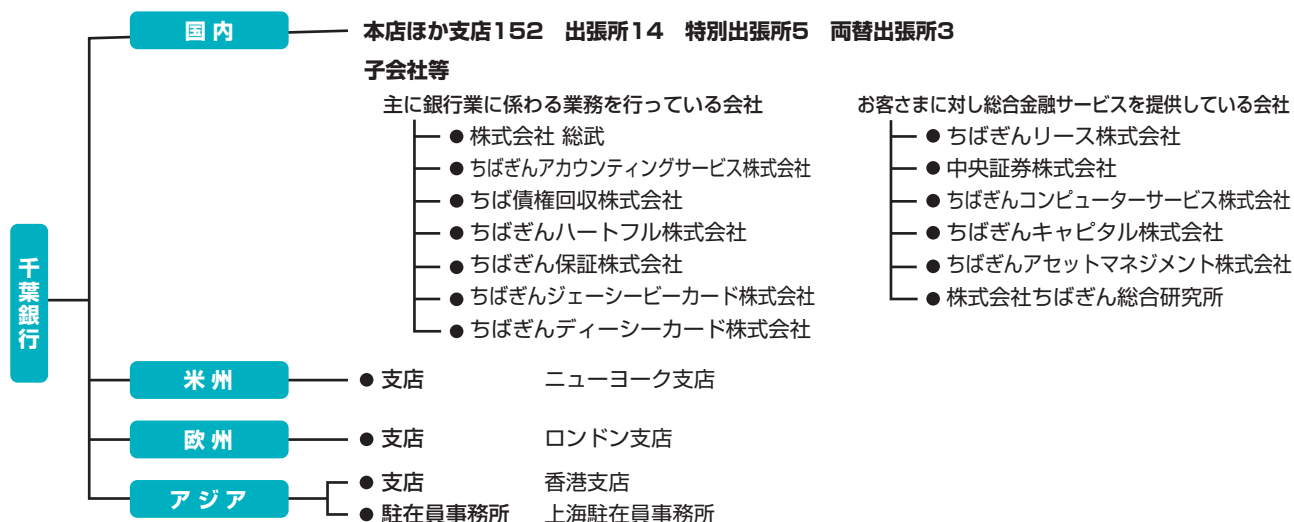 千葉銀行
国内
本店ほか支店152 出張所14 特別出張所5 両替出張所3
子会社等
主に銀行業に係わる業務を行っている会社
● 株式会社 総武
● ちばぎんアカウンティングサービス株式会社
● ちば債権回収株式会社
● ちばぎんハートフル株式会社
● ちばぎん保証株式会社
● ちばぎんジェーシービーカード株式会社
● ちばぎんディーシーカード株式会社
お客さまに対し総合金融サービスを提供している会社
● ちばぎんリース株式会社
● 中央証券株式会社
● ちばぎんコンピューターサービス株式会社
● ちばぎんキャピタル株式会社
● ちばぎんアセットマネジメント株式会社
● 株式会社ちばぎん総合研究所
米州
● 支店 ニューヨーク支店
欧州
● 支店 ロンドン支店
アジア
● 支店 香港支店
● 駐在員事務所 上海駐在員事務所